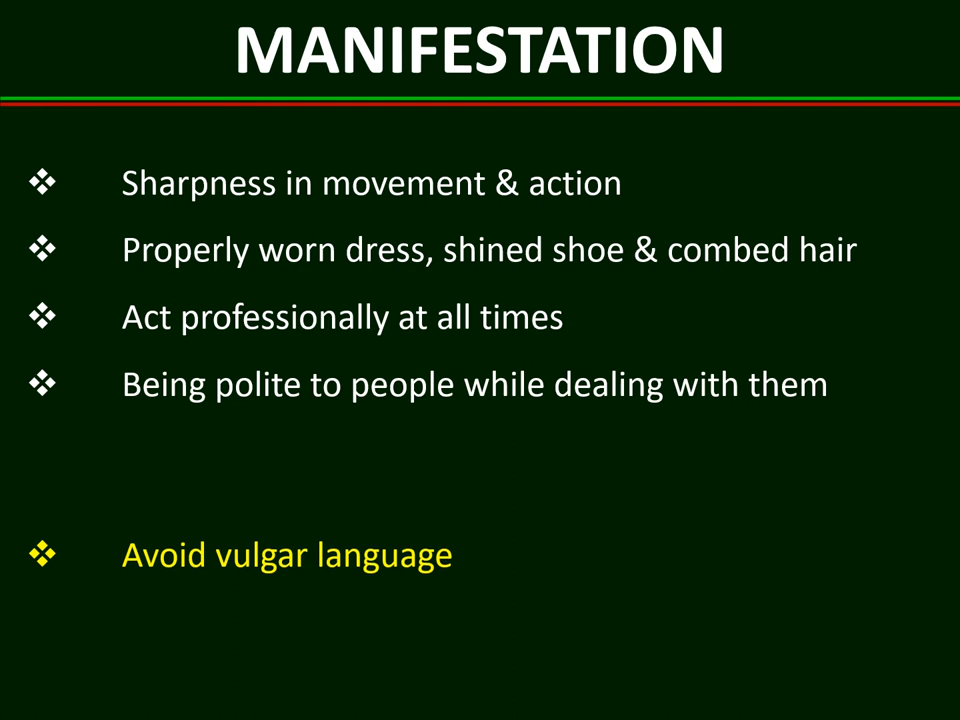 MANIFESTATION
❖ Sharpness in movement & action
❖ Properly worn dress, shined shoe & combed hair
❖ Act professionally at all times
❖ Being polite to people while dealing with them
❖ Avoid vulgar language